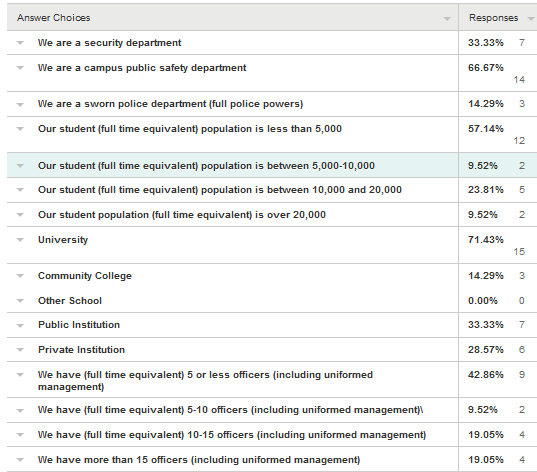 Answer Choices Responses
We are a security department 33.33% 7
We are a campus public safety department 66.67%
14
We are a sworn police department (full police powers) 14.29% 3
Our student (full time equivalent) population is less than 5,000 57.14%
12
Our student (full time equivalent) population is between 5,000-10,000 9.52% 2
Our student (full time equivalent) population is between 10,000 and 20,000 23.81% 5
Our student population (full time equivalent) is over 20,000 9.52% 2
University 71.43%
15
Community College 14.29% 3
Other School 0.00% 0
Public Institution 33.33% 7
Private Institution 28.57% 6
We have (full time equivalent) 5 or less officers (including uniformed 42.86% 9
management)
We have (full time equivalent) 5-10 officers (including uniformed management)\ 9.52% 2
We have (full time equivalent) 10-15 officers (including uniformed management) 19.05% 4
We have more than 15 officers (including uniformed management) 19.05% 4